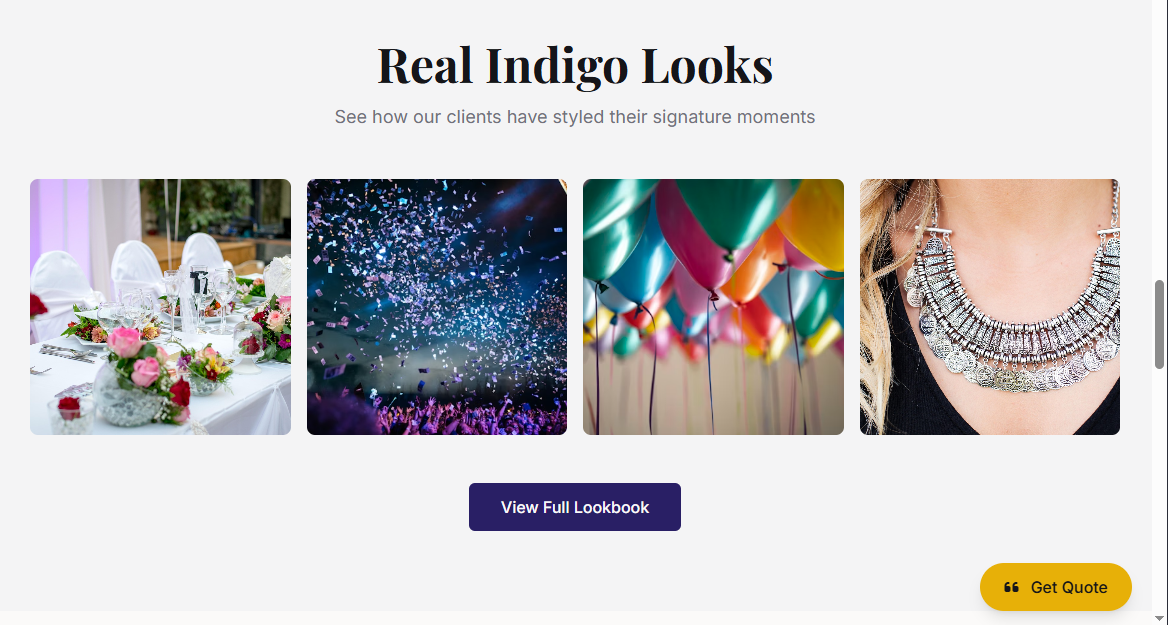 Real Indigo Looks
See how our clients have styled their signature moments
View Full Lookbook
Get Quote